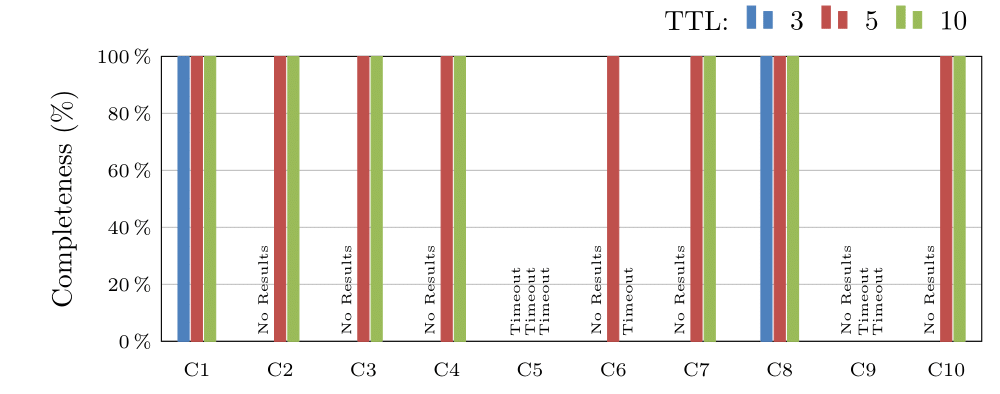 TTL: 3 5 10
Completeness (%)
100 %
80 %
60 %
40 %
20 %
0 %
No Results
No Results
No Results
Timeout
Timeout
Timeout
No Results
Timeout
No Results
No Results
Timeout
Timeout
No Results
C1 C2 C3 C4 C5 C6 C7 C8 C9 C10